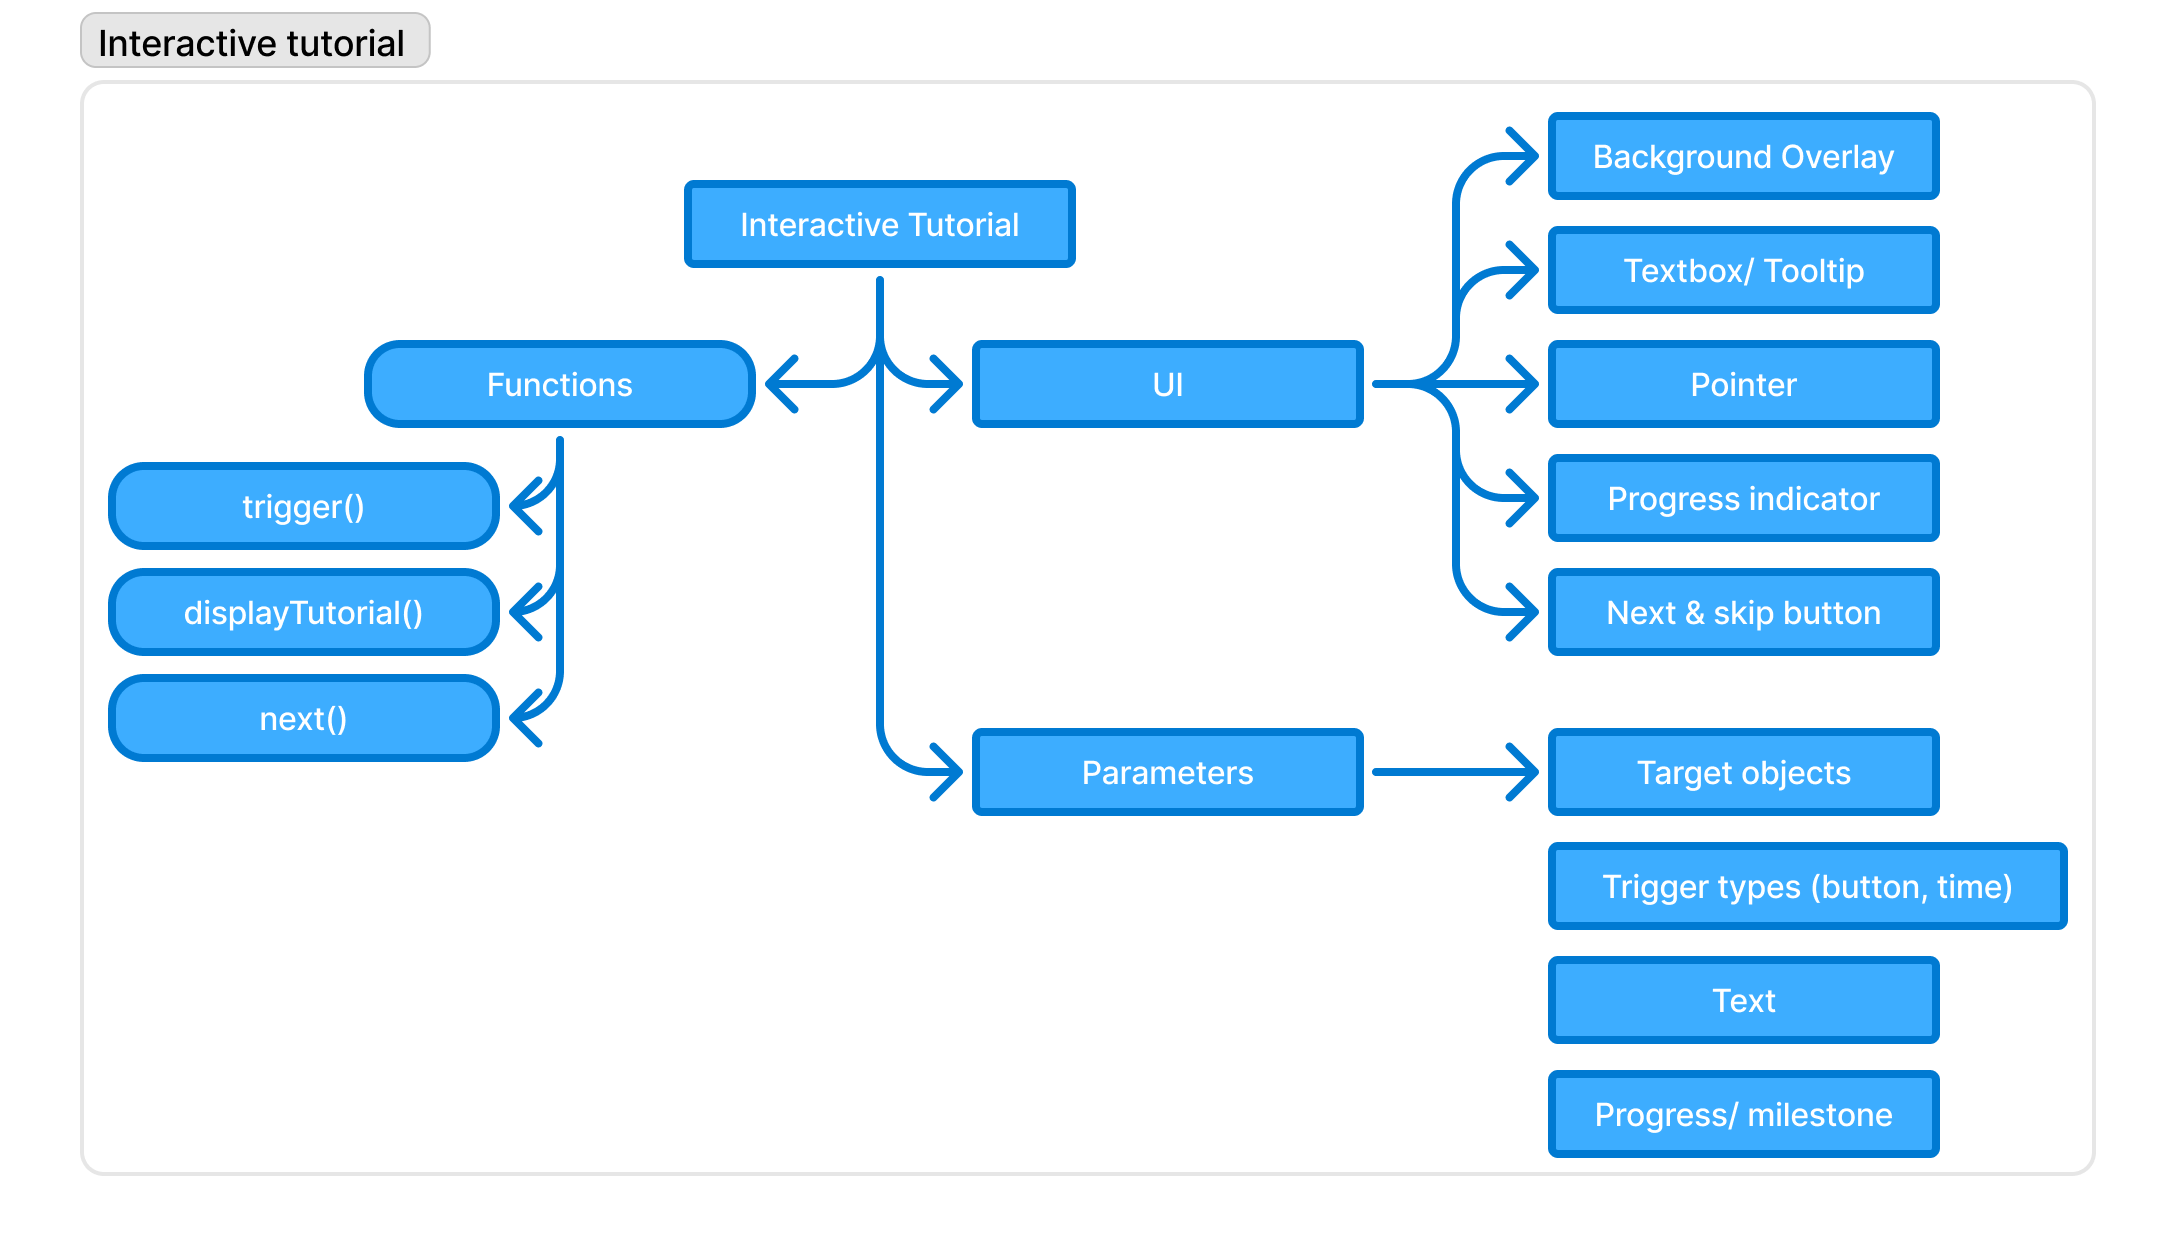 Interactive tutorial
Interactive Tutorial
Functions
trigger()
displayTutorial()
next()
UI
Background Overlay
Textbox/ Tooltip
Pointer
Progress indicator
Next & skip button
Parameters
Target objects
Trigger types (button, time)
Text
Progress/ milestone